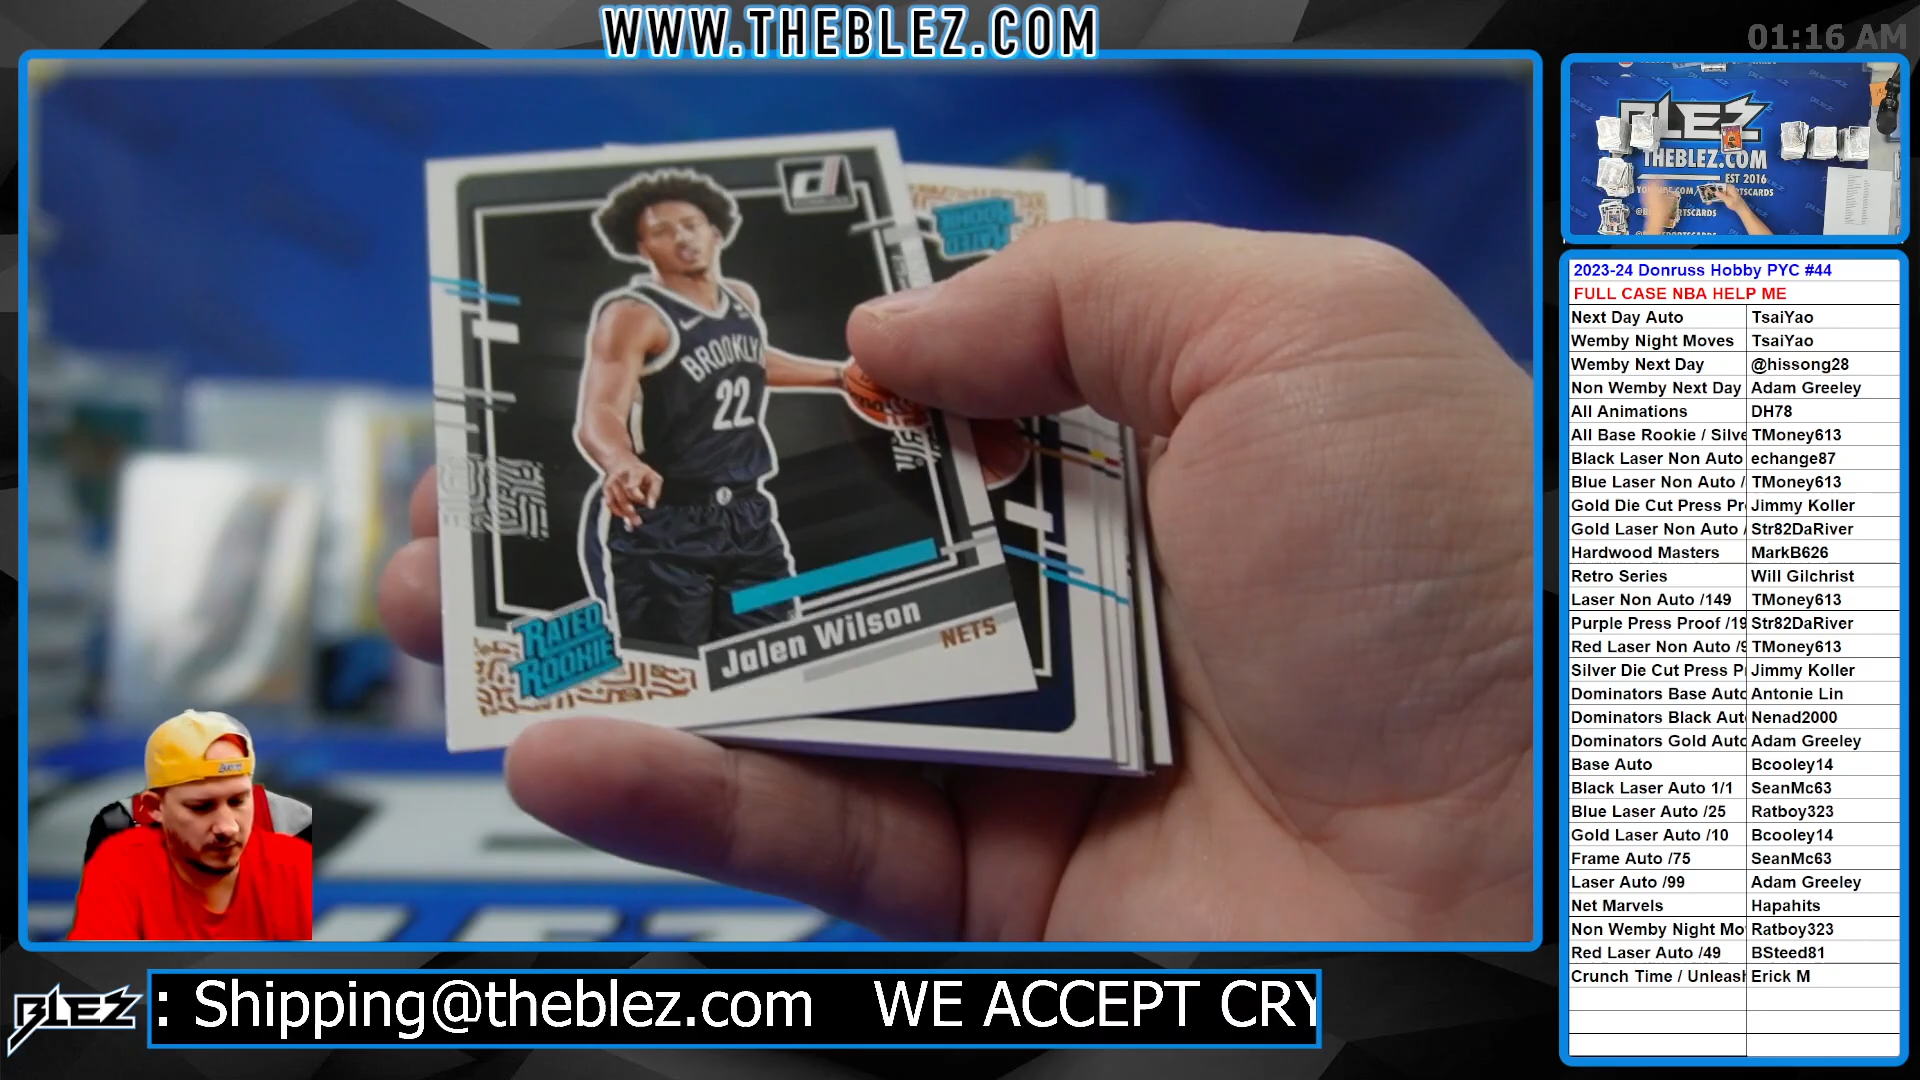 WWW.THEBLEZ.COM
01:16 AM
BLEZ
THEBLEZ.COM
EST 2016
BROOKLYN
22
RATED
ROOKIE
Jalen Wilson
NETS
RATED
ROOKIE
2023-24 Donruss Hobby PYC #44
FULL CASE NBA HELP ME
Next Day Auto TsaiYao
Wemby Night Moves TsaiYao
Wemby Next Day @hissong28
Non Wemby Next Day Adam Greeley
All Animations DH78
All Base Rookie / Silve TMoney613
Black Laser Non Auto echange87
Blue Laser Non Auto / TMoney613
Gold Die Cut Press Pr Jimmy Koller
Gold Laser Non Auto / Str82DaRiver
Hardwood Masters MarkB626
Retro Series Will Gilchrist
Laser Non Auto /149 TMoney613
Purple Press Proof /19 Str82DaRiver
Red Laser Non Auto /9 TMoney613
Silver Die Cut Press P Jimmy Koller
Dominators Base Auto Antonie Lin
Dominators Black Aut Nenad2000
Dominators Gold Auto Adam Greeley
Base Auto Bcooley14
Black Laser Auto 1/1 SeanMc63
Blue Laser Auto /25 Ratboy323
Gold Laser Auto /10 Bcooley14
Frame Auto /75 SeanMc63
Laser Auto /99 Adam Greeley
Net Marvels Hapahits
Non Wemby Night Mo Ratboy323
Red Laser Auto /49 BSteed81
Crunch Time / Unleash Erick M
BLEZ
: Shipping@theblez.com WE ACCEPT CRY